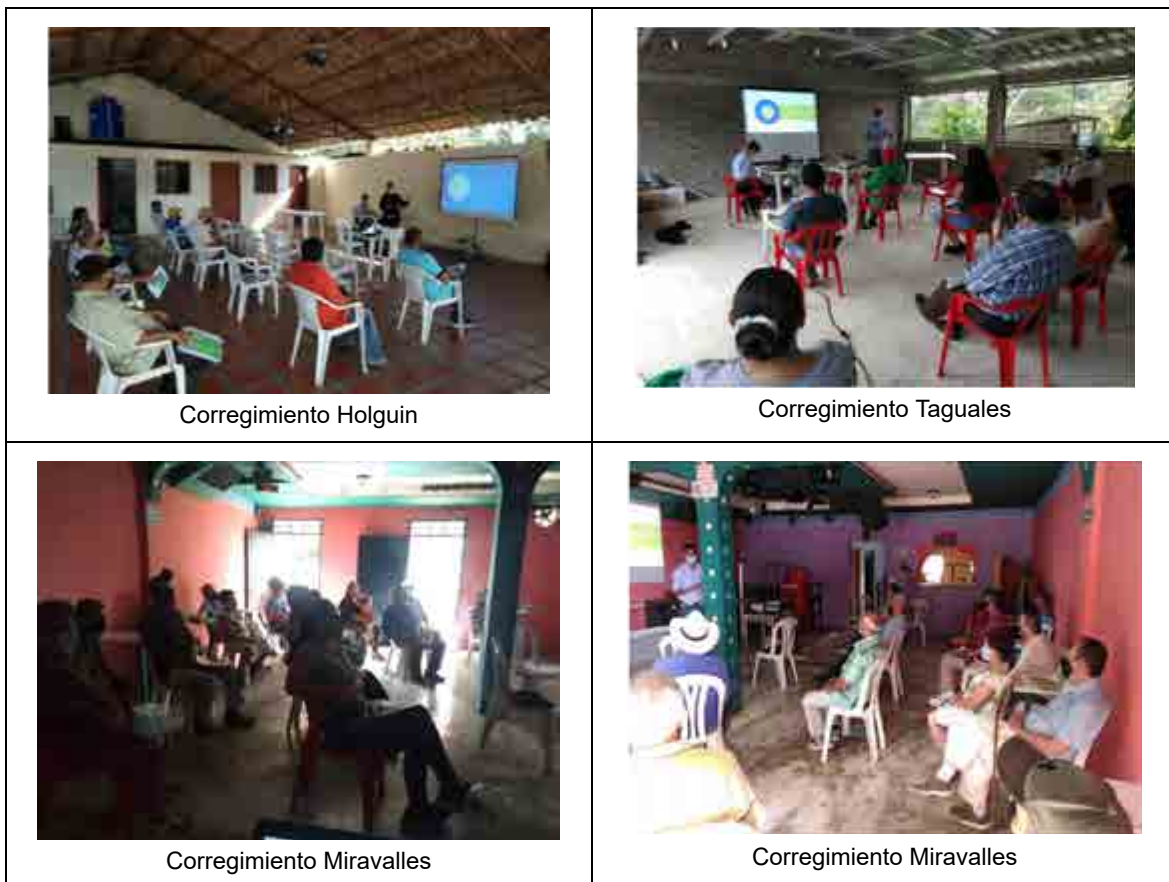 Corregimiento Holguin
Corregimiento Taguales
Corregimiento Miravalles
Corregimiento Miravalles